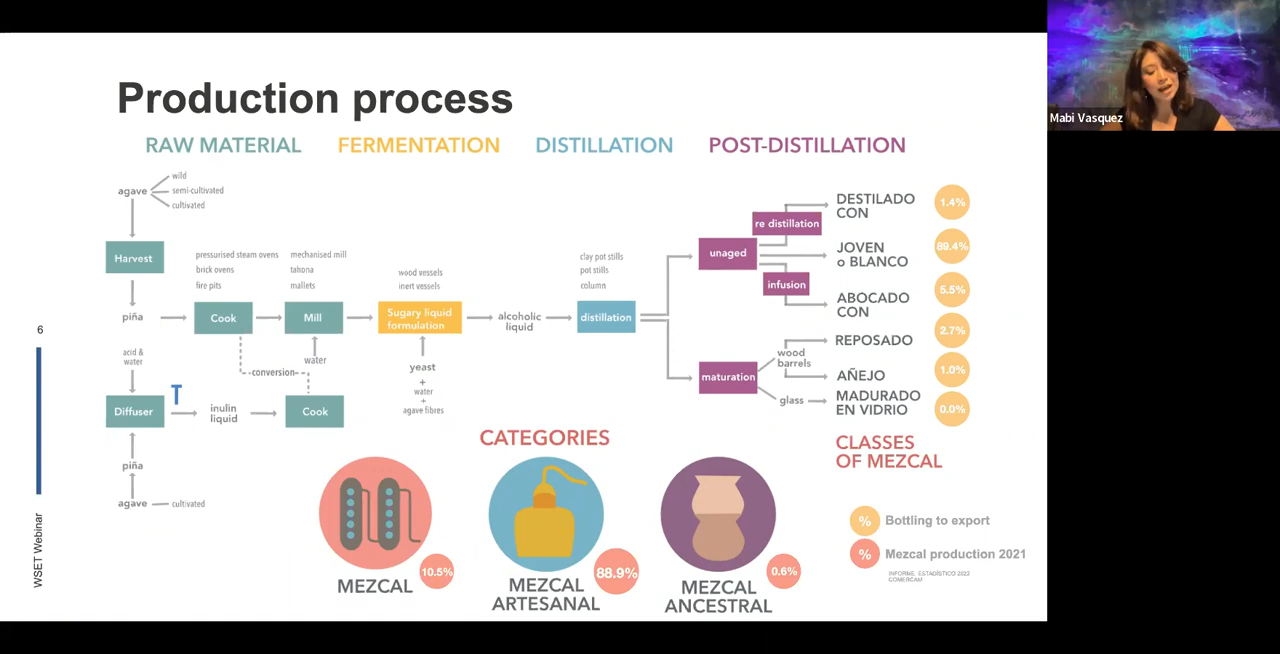 Production process
RAW MATERIAL
FERMENTATION
DISTILLATION
POST-DISTILLATION
agave
wild
semi-cultivated
cultivated
Harvest
piña
pressurised steam ovens
brick ovens
fire pits
Cook
mechanised mill
tahona
mallets
Mill
water
wood vessels
inert vessels
Sugary liquid
formulation
yeast
+
water
+
agave fibres
alcoholic
liquid
clay pot stills
pot stills
column
distillation
unaged
re distillation
infusion
maturation
wood
barrels
glass
DESTILADO
CON
1.4%
JOVEN
o BLANCO
89.4%
ABOCADO
CON
5.5%
REPOSADO
2.7%
AÑEJO
1.0%
MADURADO
EN VIDRIO
0.0%
CLASSES
OF MEZCAL
acid &
water
Diffuser
T
inulin
liquid
conversion
Cook
piña
agave
cultivated
CATEGORIES
MEZCAL
10.5%
MEZCAL
ARTESANAL
88.9%
MEZCAL
ANCESTRAL
0.6%
% Bottling to export
% Mezcal production 2021
INFORME ESTADÍSTICO 2022
COMERCAM
6
WSET Webinar
Mabi Vasquez